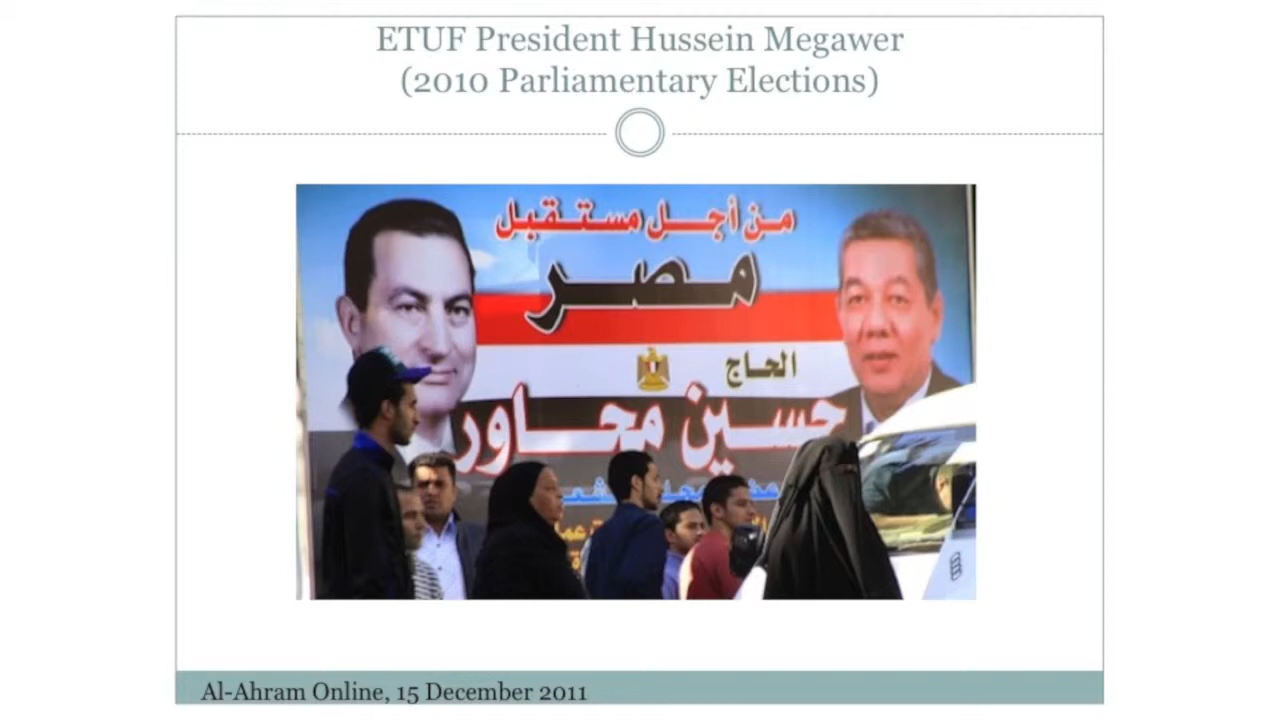 ETUF President Hussein Megawer
(2010 Parliamentary Elections)
من أجل مستقبل
مصر
الحاج
حسين مجاور
Al-Ahram Online, 15 December 2011